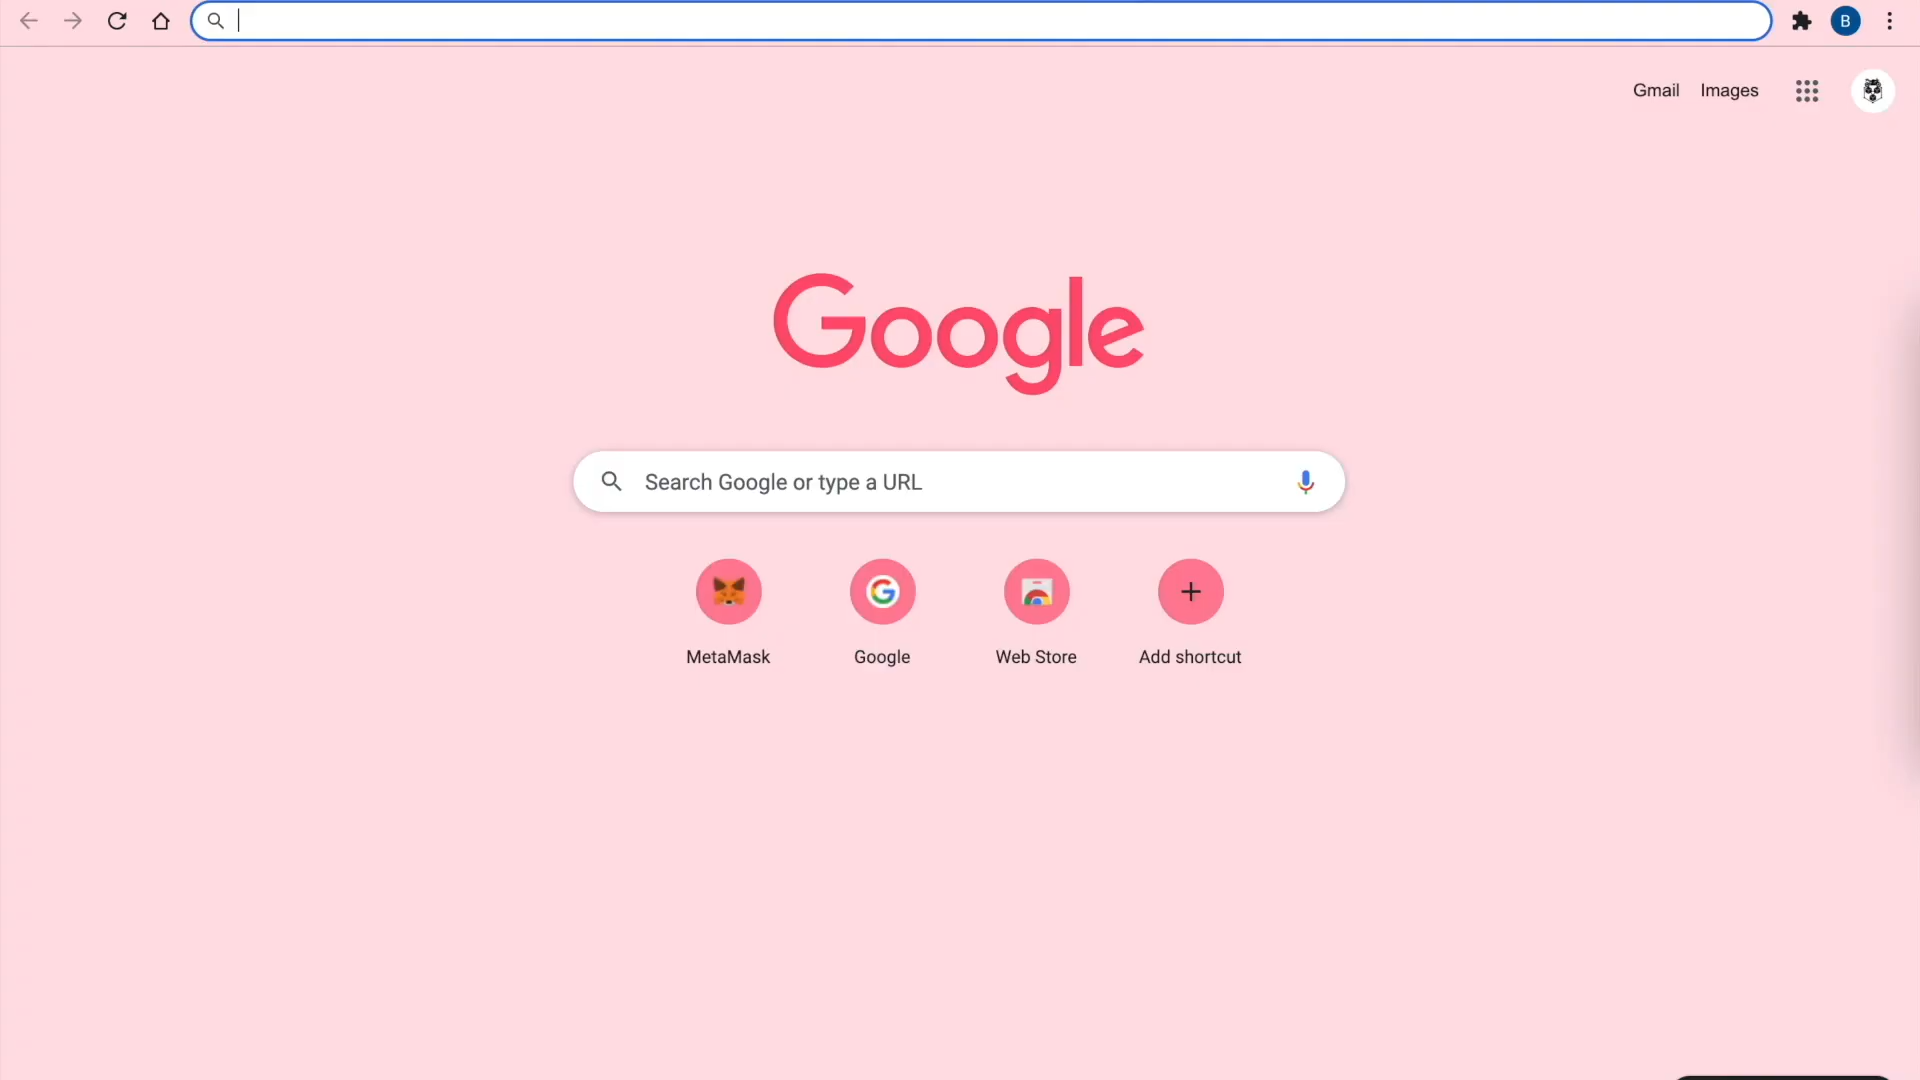 B
Gmail Images
Google
Search Google or type a URL
MetaMask Google Web Store Add shortcut